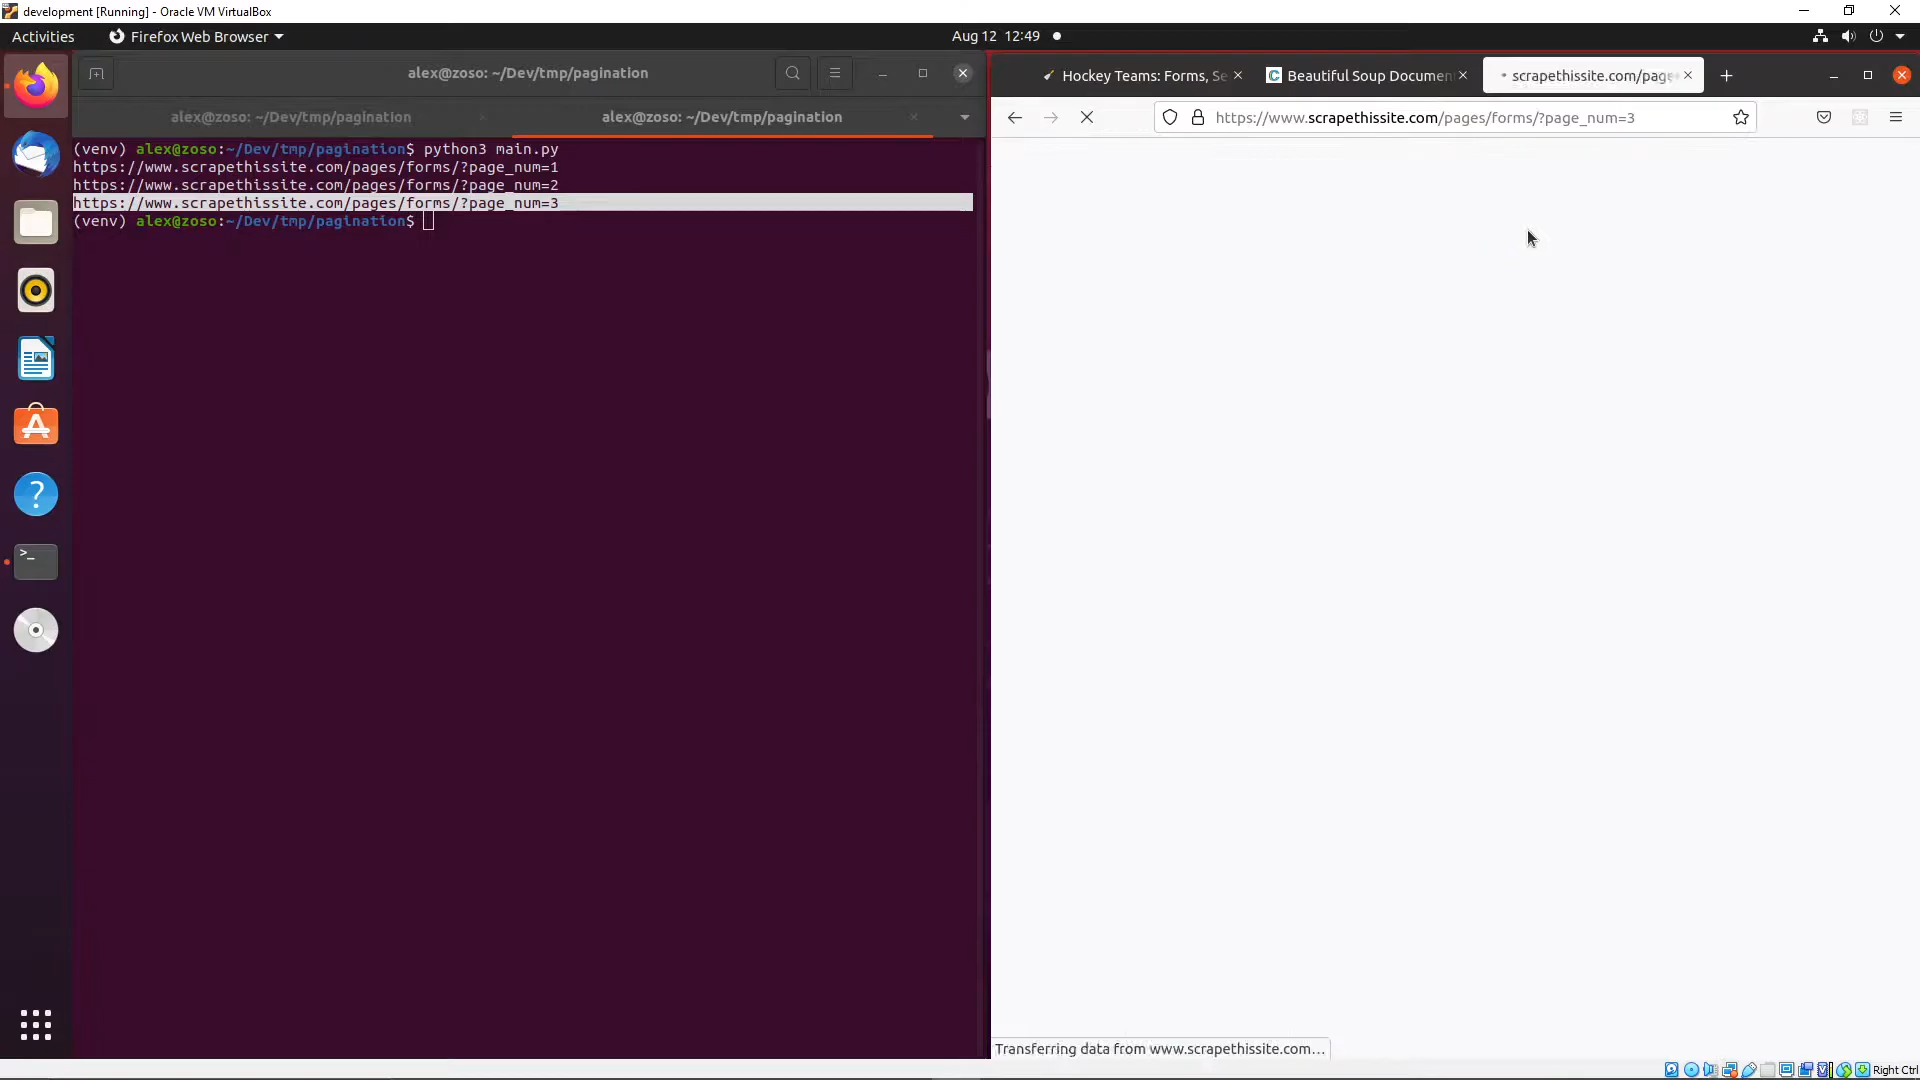 development [Running] - Oracle VM VirtualBox
Activities
Firefox Web Browser
Aug 12 12:49
alex@zoso: ~/Dev/tmp/pagination
alex@zoso: ~/Dev/tmp/pagination
alex@zoso: ~/Dev/tmp/pagination
(venv) alex@zoso:~/Dev/tmp/pagination$ python3 main.py
https://www.scrapethissite.com/pages/forms/?page_num=1
https://www.scrapethissite.com/pages/forms/?page_num=2
https://www.scrapethissite.com/pages/forms/?page_num=3
(venv) alex@zoso:~/Dev/tmp/pagination$
Hockey Teams: Forms, Se
Beautiful Soup Documen
scrapethissite.com/page
https://www.scrapethissite.com/pages/forms/?page_num=3
Transferring data from www.scrapethissite.com…
Right Ctrl